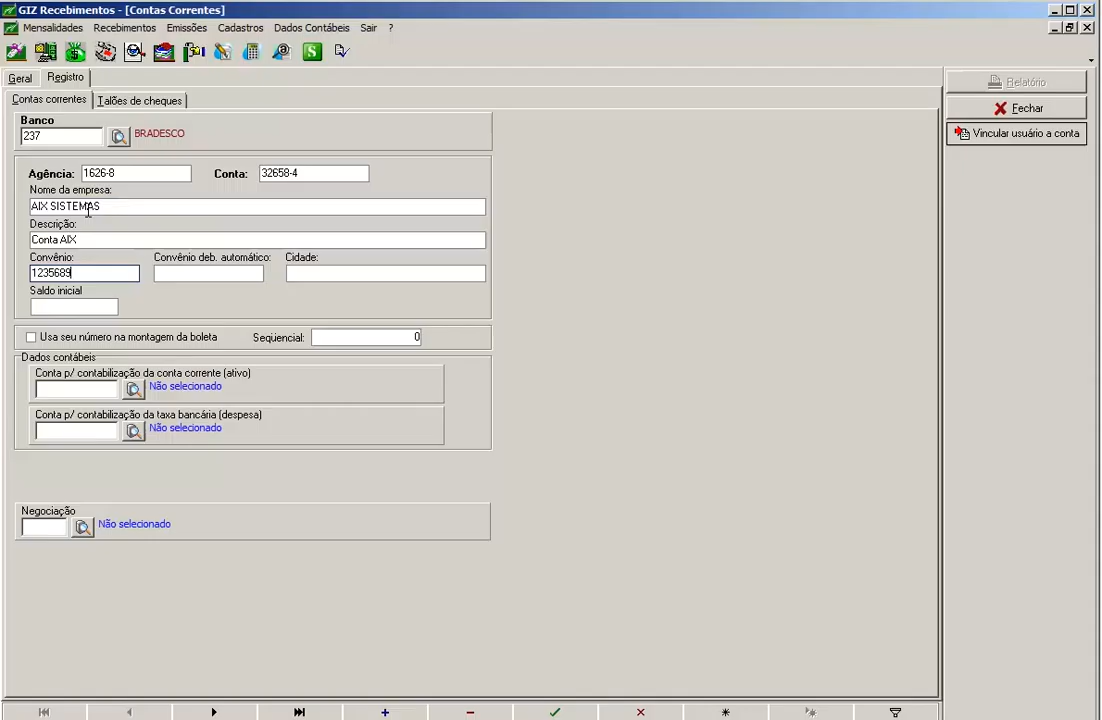 GIZ Recebimentos - [Contas Correntes]
Mensalidades Recebimentos Emissões Cadastros Dados Contábeis Sair ?
Geral Registro
Contas correntes Talões de cheques
Relatório
Fechar
Vincular usuário a conta
Banco
237 BRADESCO
Agência: 1626-8 Conta: 32658-4
Nome da empresa:
AIX SISTEMAS
Descrição:
Conta AIX
Convênio: Convênio deb. automático: Cidade:
1235689
Saldo inicial
Usa seu número na montagem da boleta Seqüencial: 0
Dados contábeis
Conta p/ contabilização da conta corrente (ativo)
Não selecionado
Conta p/ contabilização da taxa bancária (despesa)
Não selecionado
Negociação
Não selecionado